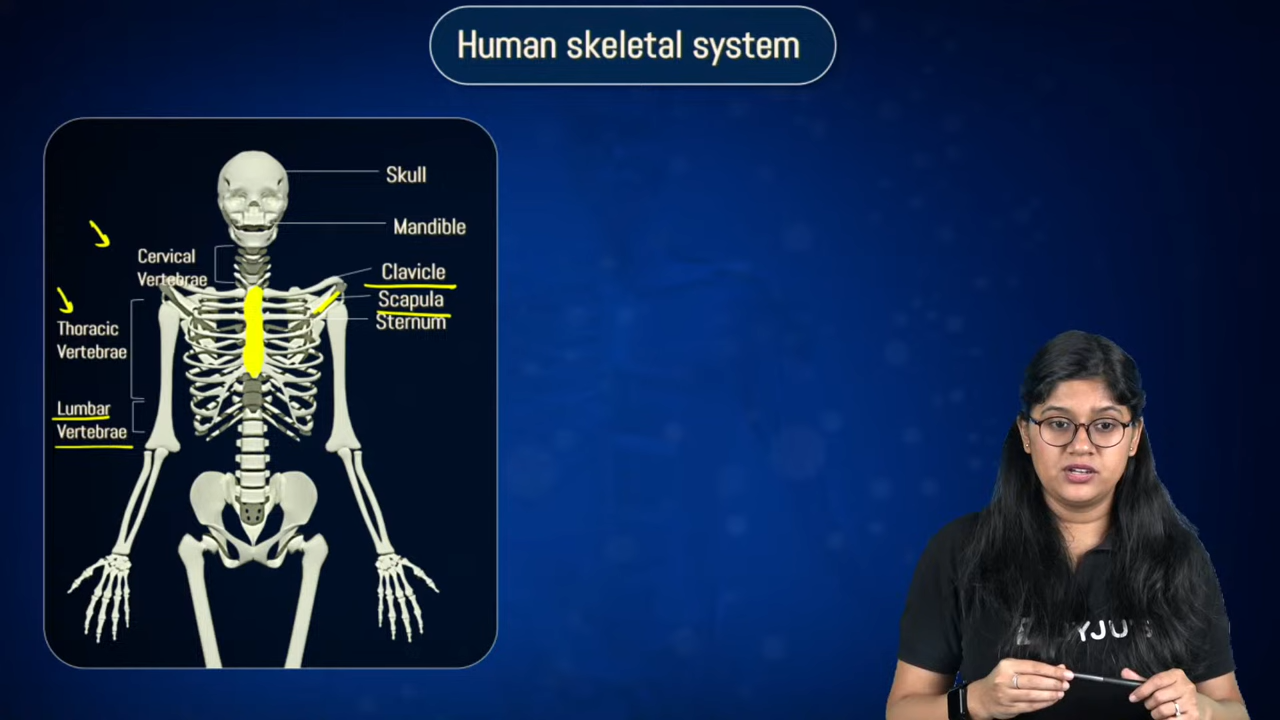 Human skeletal system
Skull
Mandible
Cervical
Vertebrae
Clavicle
Scapula
Sternum
Thoracic
Vertebrae
Lumbar
Vertebrae